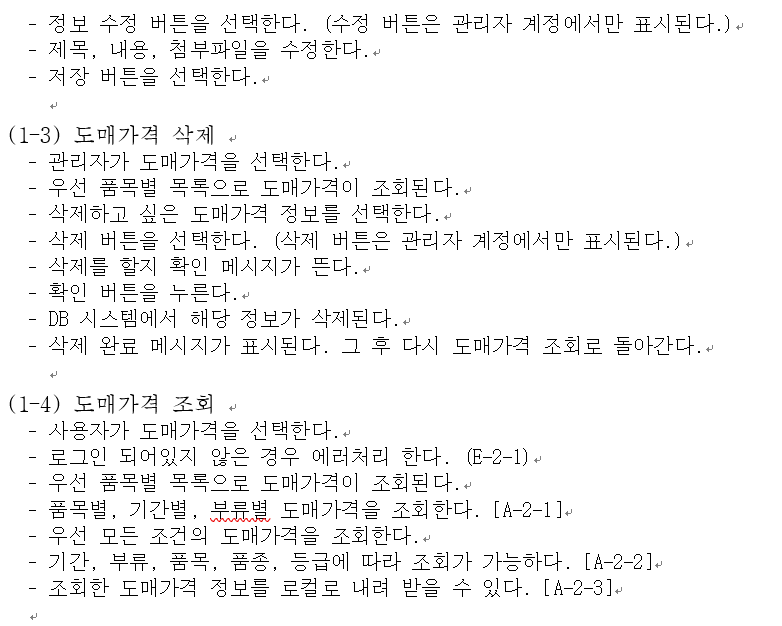 - 정보 수정 버튼을 선택한다. (수정 버튼은 관리자 계정에서만 표시된다.)
- 제목, 내용, 첨부파일을 수정한다.
- 저장 버튼을 선택한다.
(1-3) 도매가격 삭제
- 관리자가 도매가격을 선택한다.
- 우선 품목별 목록으로 도매가격이 조회된다.
- 삭제하고 싶은 도매가격 정보를 선택한다.
- 삭제 버튼을 선택한다. (삭제 버튼은 관리자 계정에서만 표시된다.)
- 삭제를 할지 확인 메시지가 뜬다.
- 확인 버튼을 누른다.
- DB 시스템에서 해당 정보가 삭제된다.
- 삭제 완료 메시지가 표시된다. 그 후 다시 도매가격 조회로 돌아간다.
(1-4) 도매가격 조회
- 사용자가 도매가격을 선택한다.
- 로그인 되어있지 않은 경우 에러처리 한다. (E-2-1)
- 우선 품목별 목록으로 도매가격이 조회된다.
- 품목별, 기간별, 부류별 도매가격을 조회한다. [A-2-1]
- 우선 모든 조건의 도매가격을 조회한다.
- 기간, 부류, 품목, 품종, 등급에 따라 조회가 가능하다. [A-2-2]
- 조회한 도매가격 정보를 로컬로 내려 받을 수 있다. [A-2-3]